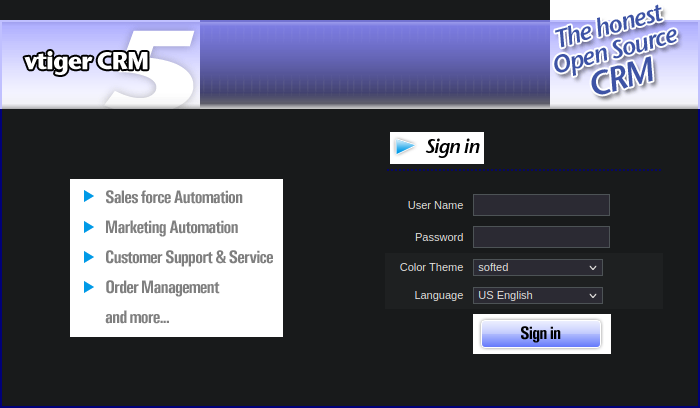 vtiger CRM 5
The honest
Open Source
CRM
Sign in
Sales force Automation
Marketing Automation
Customer Support & Service
Order Management
and more...
User Name
Password
Color Theme softed
Language US English
Sign in